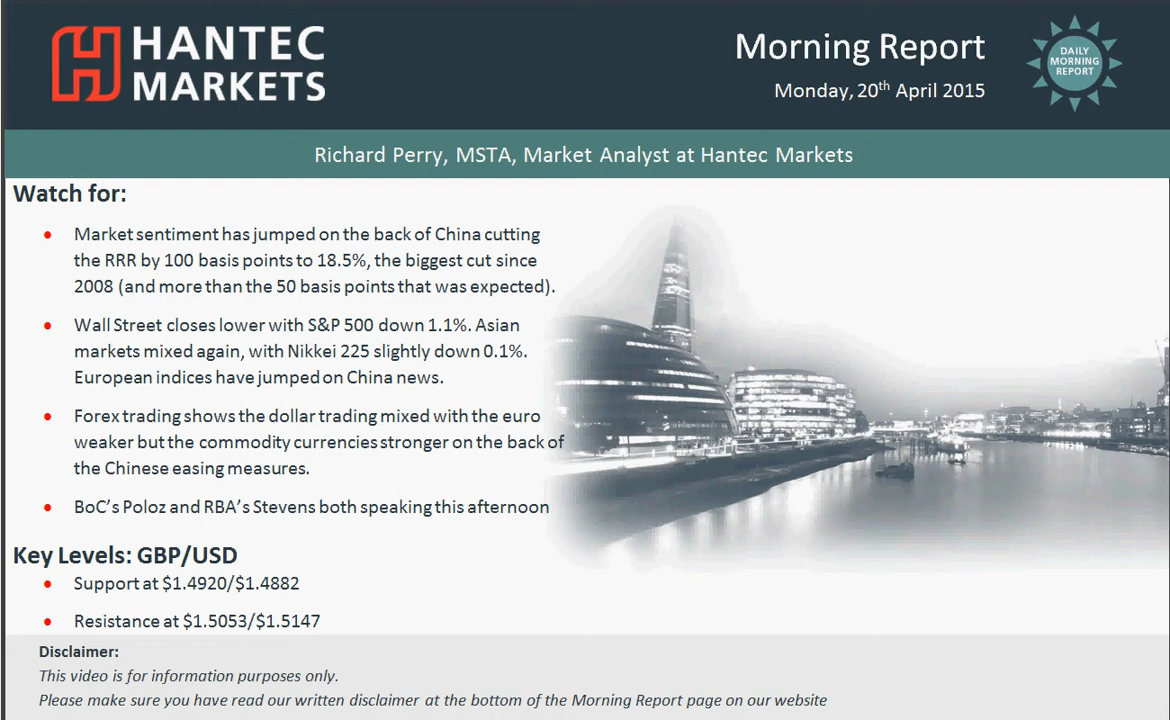 HANTEC
MARKETS
Morning Report
Monday, 20th April 2015
DAILY
MORNING
REPORT
Richard Perry, MSTA, Market Analyst at Hantec Markets
Watch for:
Market sentiment has jumped on the back of China cutting
the RRR by 100 basis points to 18.5%, the biggest cut since
2008 (and more than the 50 basis points that was expected).
Wall Street closes lower with S&P 500 down 1.1%. Asian
markets mixed again, with Nikkei 225 slightly down 0.1%.
European indices have jumped on China news.
Forex trading shows the dollar trading mixed with the euro
weaker but the commodity currencies stronger on the back of
the Chinese easing measures.
BoC's Poloz and RBA's Stevens both speaking this afternoon
Key Levels: GBP/USD
Support at $1.4920/$1.4882
Resistance at $1.5053/$1.5147
Disclaimer:
This video is for information purposes only.
Please make sure you have read our written disclaimer at the bottom of the Morning Report page on our website